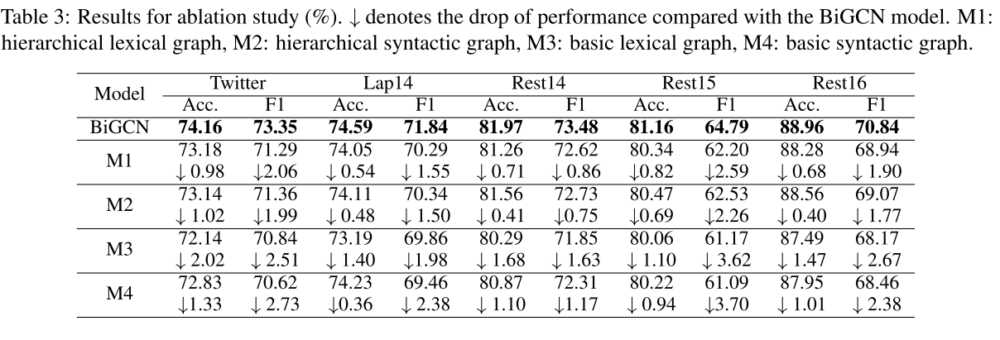 Table 3: Results for ablation study (%). ↓ denotes the drop of performance compared with the BiGCN model. M1:
hierarchical lexical graph, M2: hierarchical syntactic graph, M3: basic lexical graph, M4: basic syntactic graph.
Model Twitter Lap14 Rest14 Rest15 Rest16
Acc. F1 Acc. F1 Acc. F1 Acc. F1 Acc. F1
BiGCN 74.16 73.35 74.59 71.84 81.97 73.48 81.16 64.79 88.96 70.84
M1 73.18 71.29 74.05 70.29 81.26 72.62 80.34 62.20 88.28 68.94
↓ 0.98 ↓2.06 ↓ 0.54 ↓ 1.55 ↓ 0.71 ↓ 0.86 ↓0.82 ↓2.59 ↓ 0.68 ↓ 1.90
M2 73.14 71.36 74.11 70.34 81.56 72.73 80.47 62.53 88.56 69.07
↓ 1.02 ↓1.99 ↓ 0.48 ↓ 1.50 ↓ 0.41 ↓0.75 ↓0.69 ↓2.26 ↓ 0.40 ↓ 1.77
M3 72.14 70.84 73.19 69.86 80.29 71.85 80.06 61.17 87.49 68.17
↓ 2.02 ↓ 2.51 ↓ 1.40 ↓1.98 ↓ 1.68 ↓ 1.63 ↓ 1.10 ↓ 3.62 ↓ 1.47 ↓ 2.67
M4 72.83 70.62 74.23 69.46 80.87 72.31 80.22 61.09 87.95 68.46
↓1.33 ↓ 2.73 ↓0.36 ↓ 2.38 ↓ 1.10 ↓1.17 ↓ 0.94 ↓3.70 ↓ 1.01 ↓ 2.38